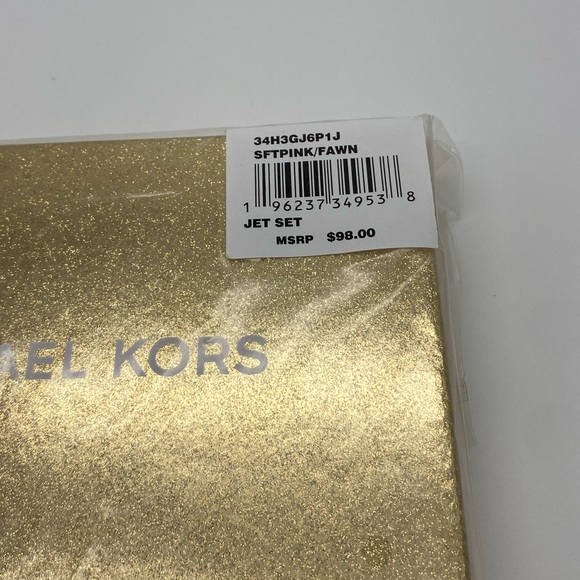 34H3GJ6P1J
SFTPINK/FAWN
1 96237 34953 8
JET SET
MSRP $98.00
AEL KORS